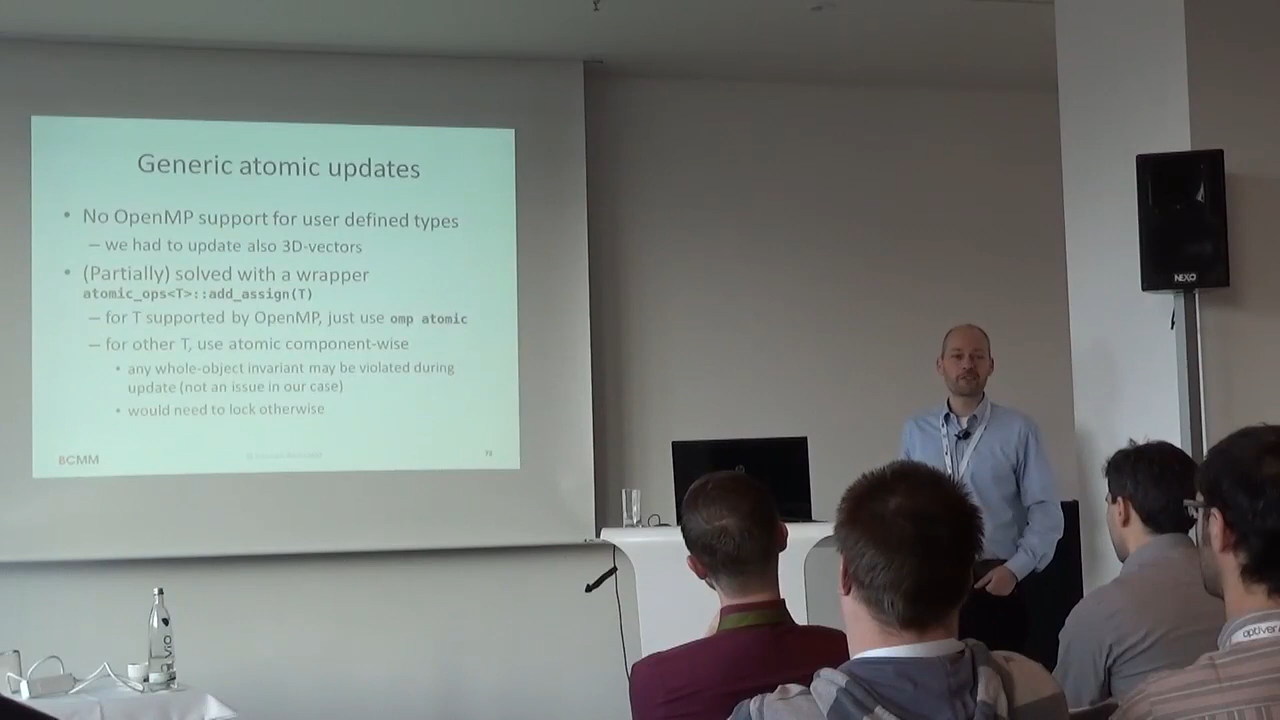 Generic atomic updates
• No OpenMP support for user defined types
– we had to update also 3D-vectors
• (Partially) solved with a wrapper
atomic_ops<T>::add_assign(T)
– for T supported by OpenMP, just use omp atomic
– for other T, use atomic component-wise
• any whole-object invariant may be violated during
update (not an issue in our case)
• would need to lock otherwise
BCMM
NEXO
optiver